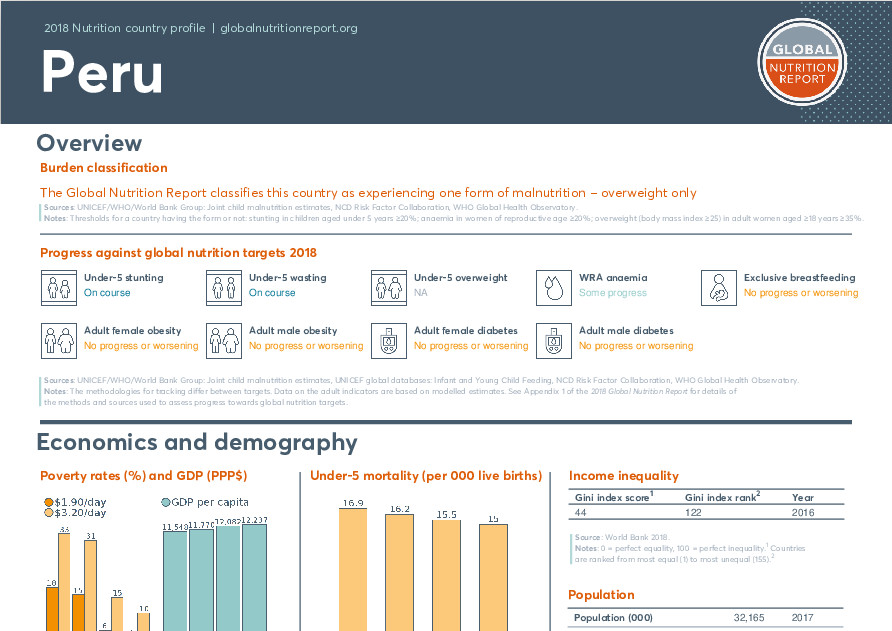 2018 Nutrition country profile | globalnutritionreport.org
Peru
GLOBAL
NUTRITION
REPORT
Overview
Burden classification
The Global Nutrition Report classifies this country as experiencing one form of malnutrition – overweight only
Sources: UNICEF/WHO/World Bank Group: Joint child malnutrition estimates, NCD Risk Factor Collaboration, WHO Global Health Observatory.
Notes: Thresholds for a country having the form or not: stunting in children aged under 5 years ≥20%; anaemia in women of reproductive age ≥20%; overweight (body mass index ≥25) in adult women aged ≥18 years ≥35%.
Progress against global nutrition targets 2018
Under-5 stunting
On course
Under-5 wasting
On course
Under-5 overweight
NA
WRA anaemia
Some progress
Exclusive breastfeeding
No progress or worsening
Adult female obesity
No progress or worsening
Adult male obesity
No progress or worsening
Adult female diabetes
No progress or worsening
Adult male diabetes
No progress or worsening
Sources: UNICEF/WHO/World Bank Group: Joint child malnutrition estimates, UNICEF global databases: Infant and Young Child Feeding, NCD Risk Factor Collaboration, WHO Global Health Observatory.
Notes: The methodologies for tracking differ between targets. Data on the adult indicators are based on modelled estimates. See Appendix 1 of the 2018 Global Nutrition Report for details of
the methods and sources used to assess progress towards global nutrition targets.
Economics and demography
Poverty rates (%) and GDP (PPP$)
$1.90/day
$3.20/day
GDP per capita
18
33
15
31
6
15
10
11,548
11,770
12,082
12,237
Under-5 mortality (per 000 live births)
16.9
16.2
15.5
15
Income inequality
Gini index score1 Gini index rank2 Year
44 122 2016
Source: World Bank 2018.
Notes: 0 = perfect equality, 100 = perfect inequality.1 Countries
are ranked from most equal (1) to most unequal (155).2
Population
Population (000) 32,165 2017